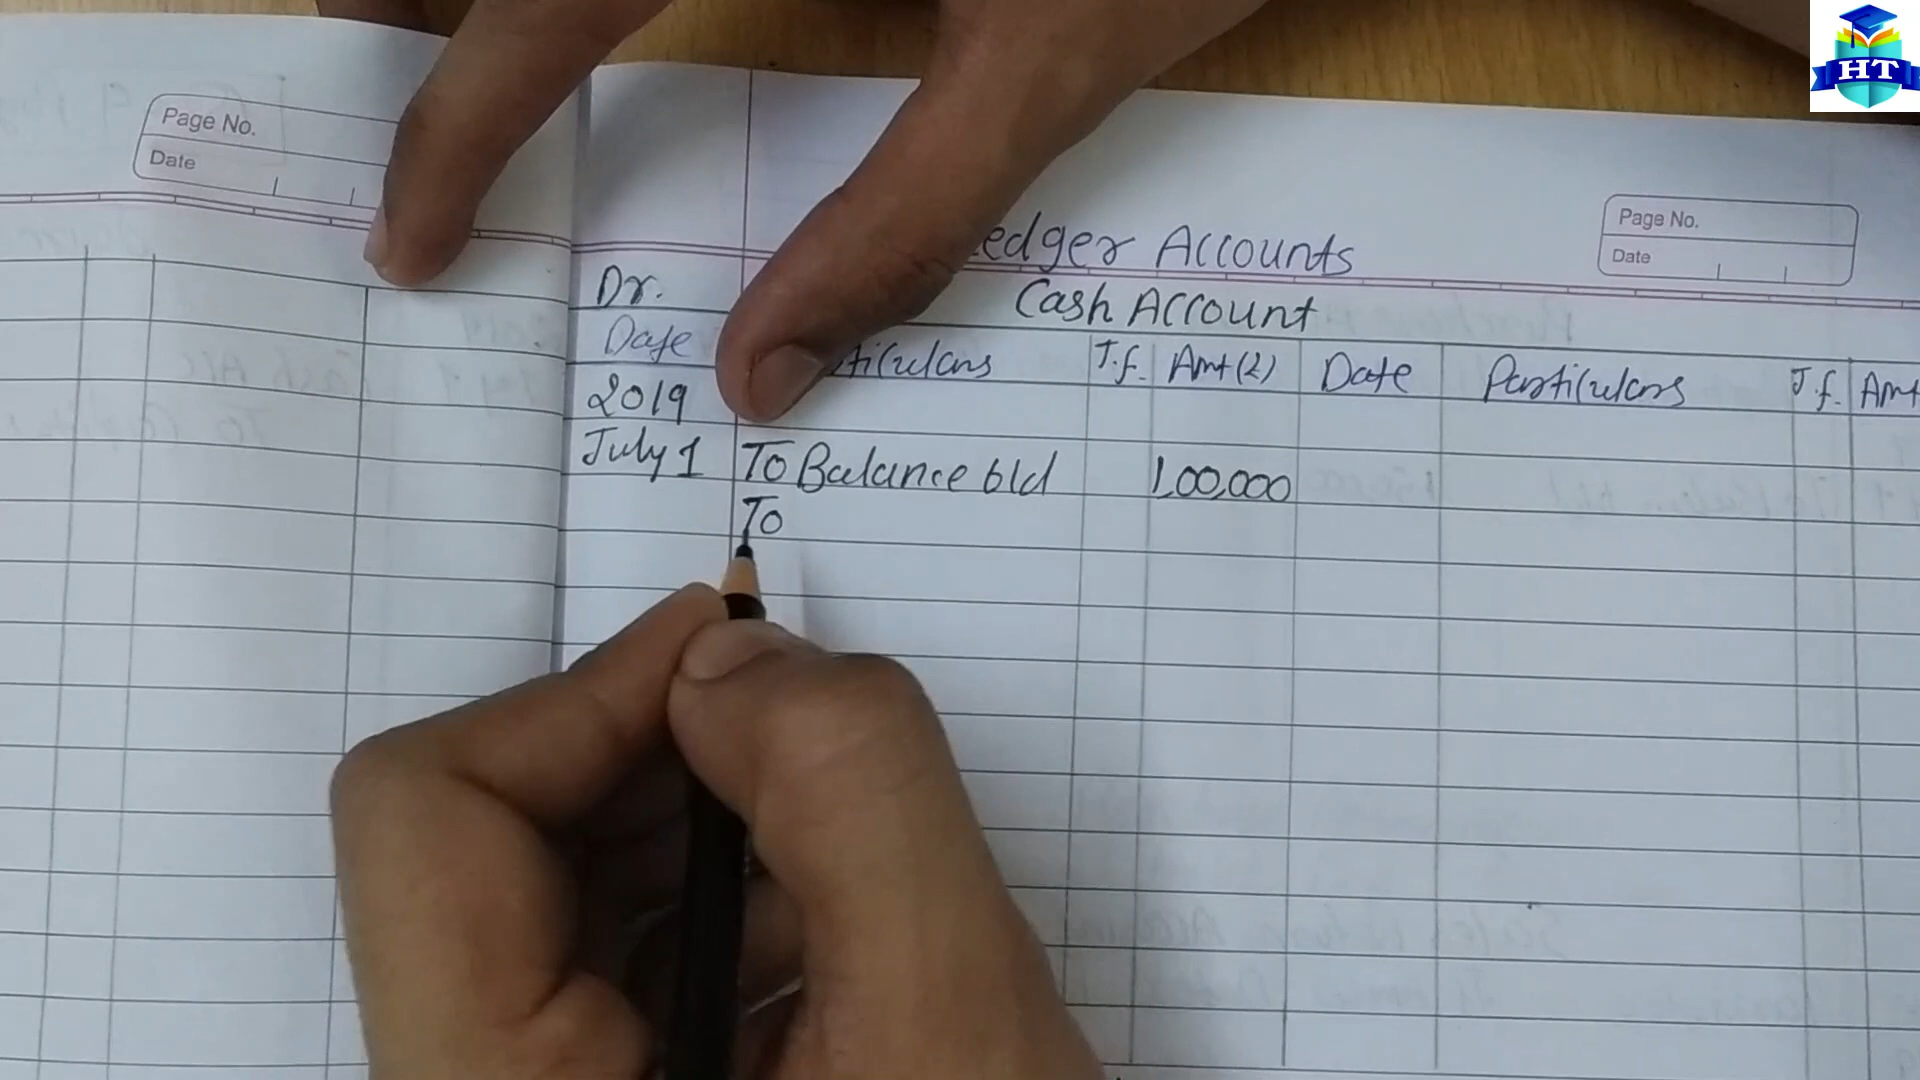 HT
Page No.
Date
Page No.
Date
Ledger Accounts
Dr.
Cash Account
Date ticulars J.f. Amt(₹) Date Particulars J.f. Amt
2019
July 1 To Balance b/d 1,00,000
To